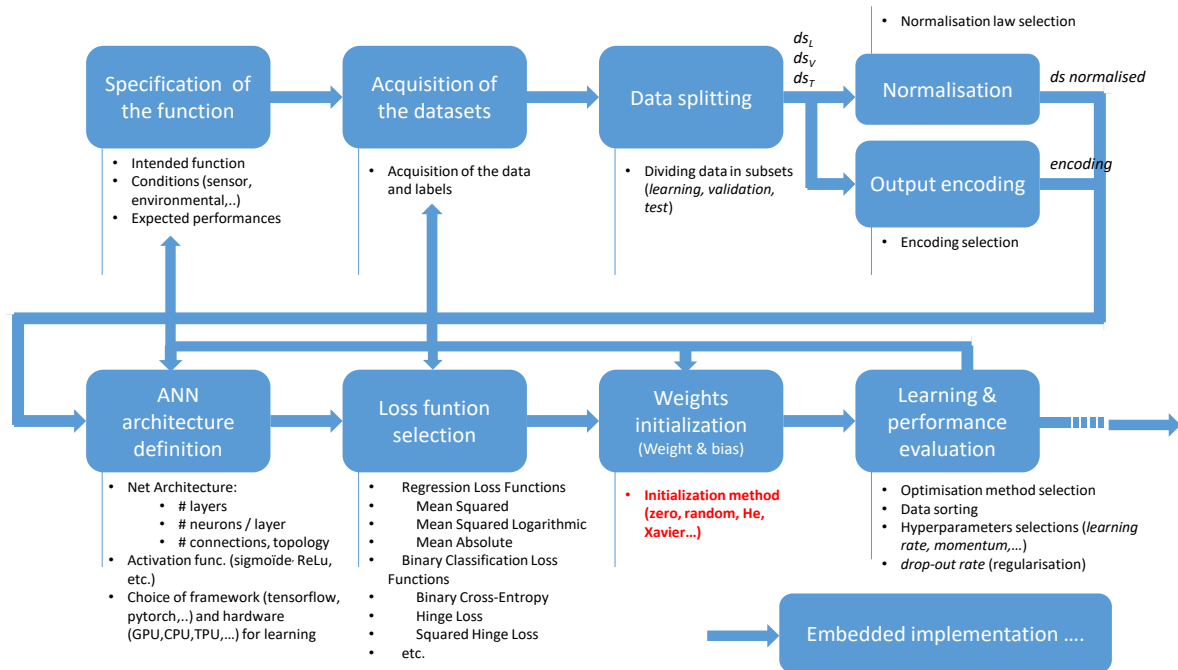 Specification of
the function
• Intended function
• Conditions (sensor,
environmental,..)
• Expected performances
Acquisition of
the datasets
• Acquisition of the data
and labels
Data splitting
• Dividing data in subsets
(learning, validation,
test)
ds_L
ds_V
ds_T
• Normalisation law selection
Normalisation
ds normalised
Output encoding
encoding
• Encoding selection
ANN
architecture
definition
• Net Architecture:
• # layers
• # neurons / layer
• # connections, topology
• Activation func. (sigmoïde, ReLu,
etc.)
• Choice of framework (tensorflow,
pytorch,..) and hardware
(GPU,CPU,TPU,…) for learning
Loss funtion
selection
• Regression Loss Functions
• Mean Squared
• Mean Squared Logarithmic
• Mean Absolute
• Binary Classification Loss
Functions
• Binary Cross-Entropy
• Hinge Loss
• Squared Hinge Loss
• etc.
Weights
initialization
(Weight & bias)
• Initialization method
(zero, random, He,
Xavier…)
Learning &
performance
evaluation
• Optimisation method selection
• Data sorting
• Hyperparameters selections (learning
rate, momentum,…)
• drop-out rate (regularisation)
Embedded implementation ….